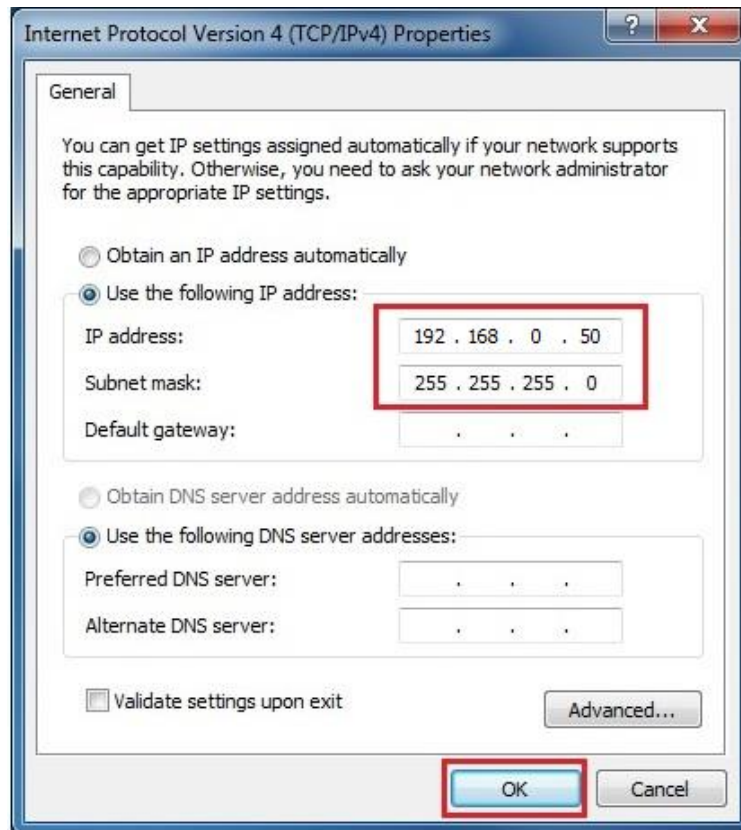 Internet Protocol Version 4 (TCP/IPv4) Properties
?
X
General
You can get IP settings assigned automatically if your network supports
this capability. Otherwise, you need to ask your network administrator
for the appropriate IP settings.
Obtain an IP address automatically
Use the following IP address:
IP address: 192 . 168 . 0 . 50
Subnet mask: 255 . 255 . 255 . 0
Default gateway: . . .
Obtain DNS server address automatically
Use the following DNS server addresses:
Preferred DNS server: . . .
Alternate DNS server: . . .
Validate settings upon exit
Advanced...
OK Cancel